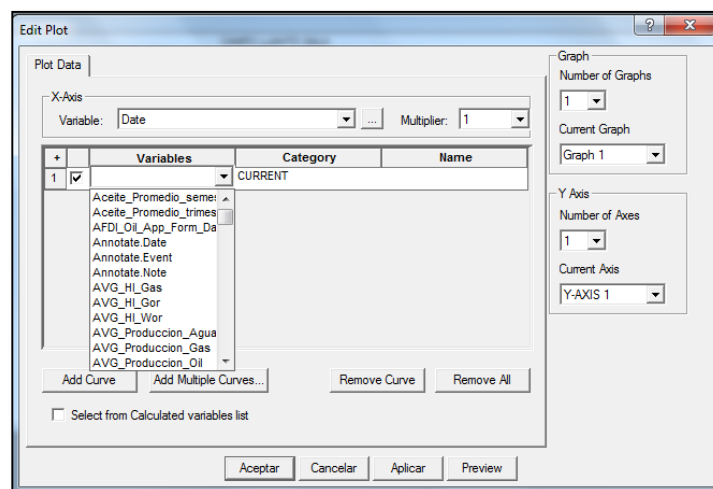 Edit Plot
?
X
Plot Data
X-Axis
Variable: Date ... Multiplier: 1
+ Variables Category Name
1 CURRENT
Aceite_Promedio_semes
Aceite_Promedio_trimes
AFDI_Oil_App_Form_Da
Annotate.Date
Annotate.Event
Annotate.Note
AVG_HI_Gas
AVG_HI_Gor
AVG_HI_Wor
AVG_Produccion_Agua
AVG_Produccion_Gas
AVG_Produccion_Oil
Add Curve Add Multiple Curves... Remove Curve Remove All
Select from Calculated variables list
Graph
Number of Graphs
1
Current Graph
Graph 1
Y Axis
Number of Axes
1
Current Axis
Y-AXIS 1
Aceptar Cancelar Aplicar Preview